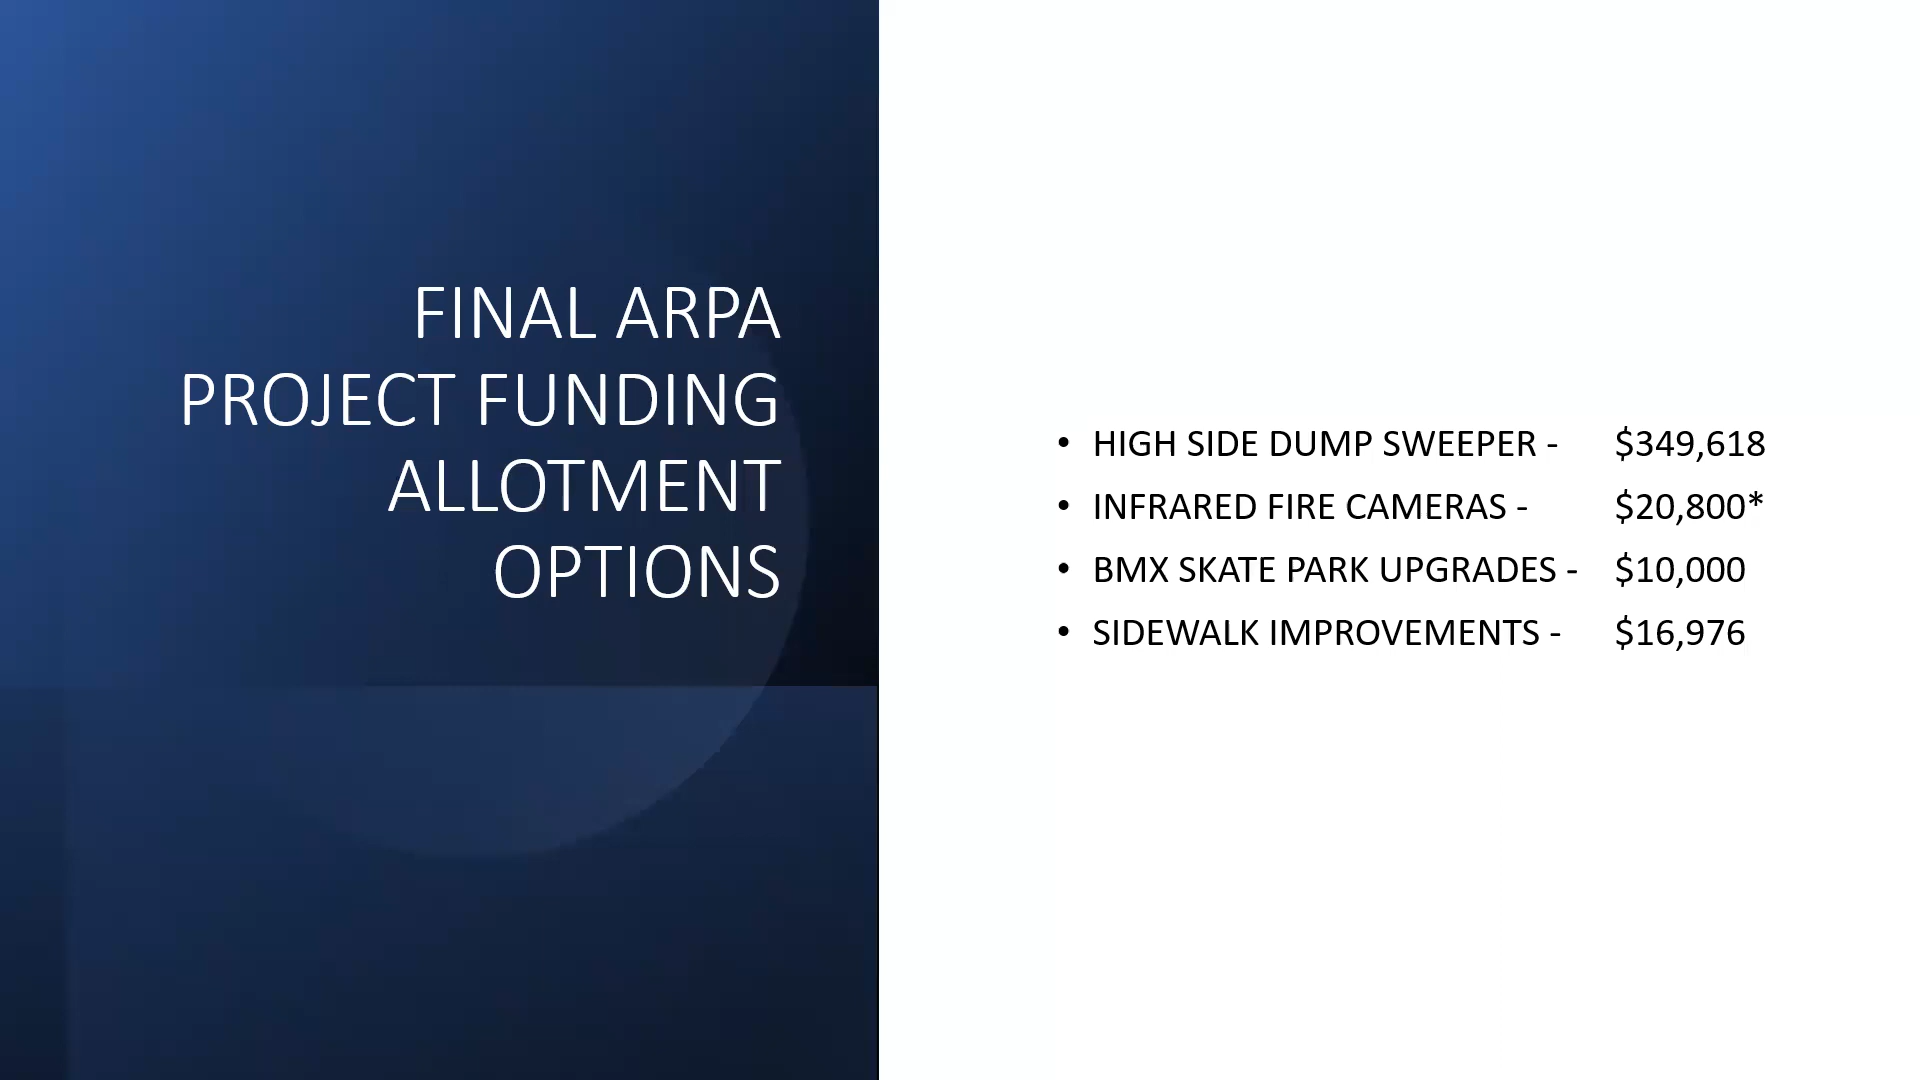 FINAL ARPA
PROJECT FUNDING
ALLOTMENT
OPTIONS
• HIGH SIDE DUMP SWEEPER - $349,618
• INFRARED FIRE CAMERAS - $20,800*
• BMX SKATE PARK UPGRADES - $10,000
• SIDEWALK IMPROVEMENTS - $16,976